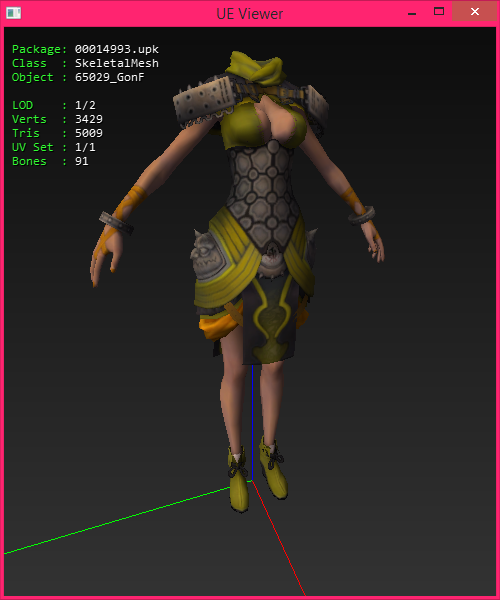 UE Viewer
Package: 00014993.upk
Class  : SkeletalMesh
Object : 65029_GonF
LOD    : 1/2
Verts  : 3429
Tris   : 5009
UV Set : 1/1
Bones  : 91